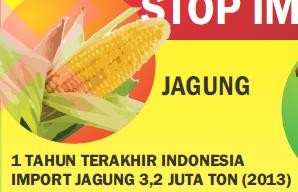 STOP IM
JAGUNG
1 TAHUN TERAKHIR INDONESIA
IMPORT JAGUNG 3,2 JUTA TON (2013)